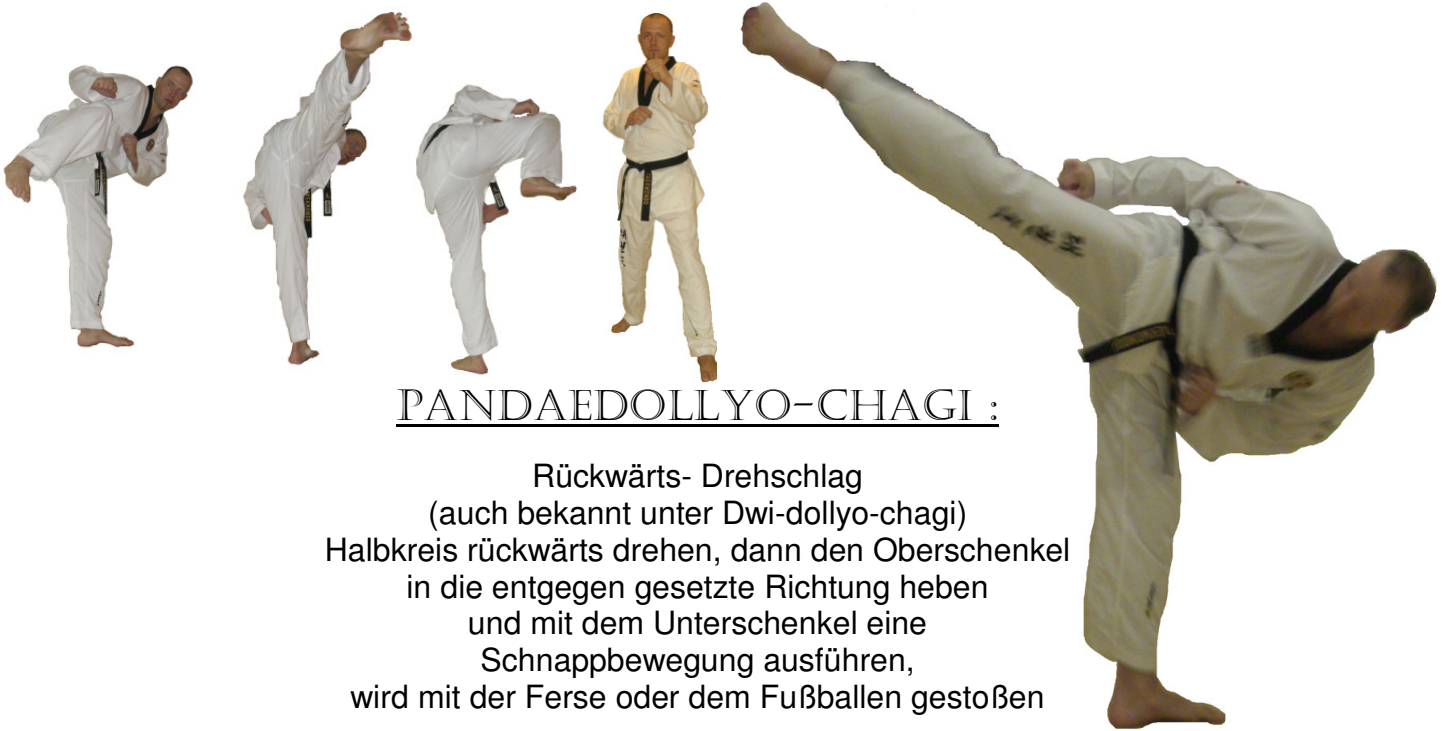 PANDAEDOLLYO-CHAGI :
Rückwärts- Drehschlag
(auch bekannt unter Dwi-dollyo-chagi)
Halbkreis rückwärts drehen, dann den Oberschenkel
in die entgegen gesetzte Richtung heben
und mit dem Unterschenkel eine
Schnappbewegung ausführen,
wird mit der Ferse oder dem Fußballen gestoßen